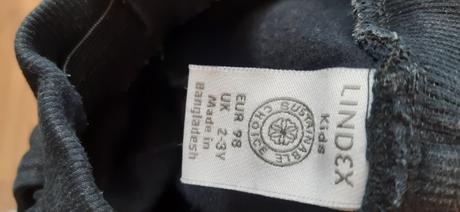 LINDEX
Kids
SUSTAINABLE
CHOICE
EUR 98
UK 2-3Y
Made in
Bangladesh